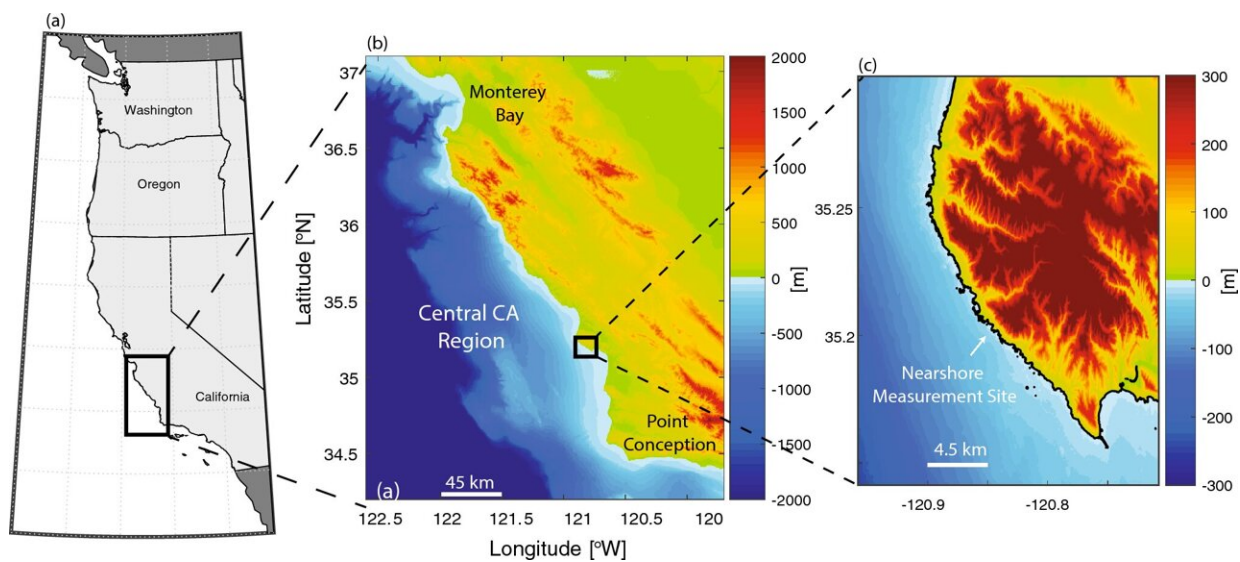 (a)
Washington
Oregon
California
(b)
Monterey
Bay
Central CA
Region
Point
Conception
45 km
(a)
37
36.5
36
35.5
35
34.5
Latitude [ºN]
122.5 122 121.5 121 120.5 120
Longitude [ºW]
2000
1500
1000
500
0
-500
-1000
-1500
-2000
[m]
(c)
35.25
35.2
Nearshore
Measurement Site
4.5 km
-120.9 -120.8
300
200
100
0
-100
-200
-300
[m]